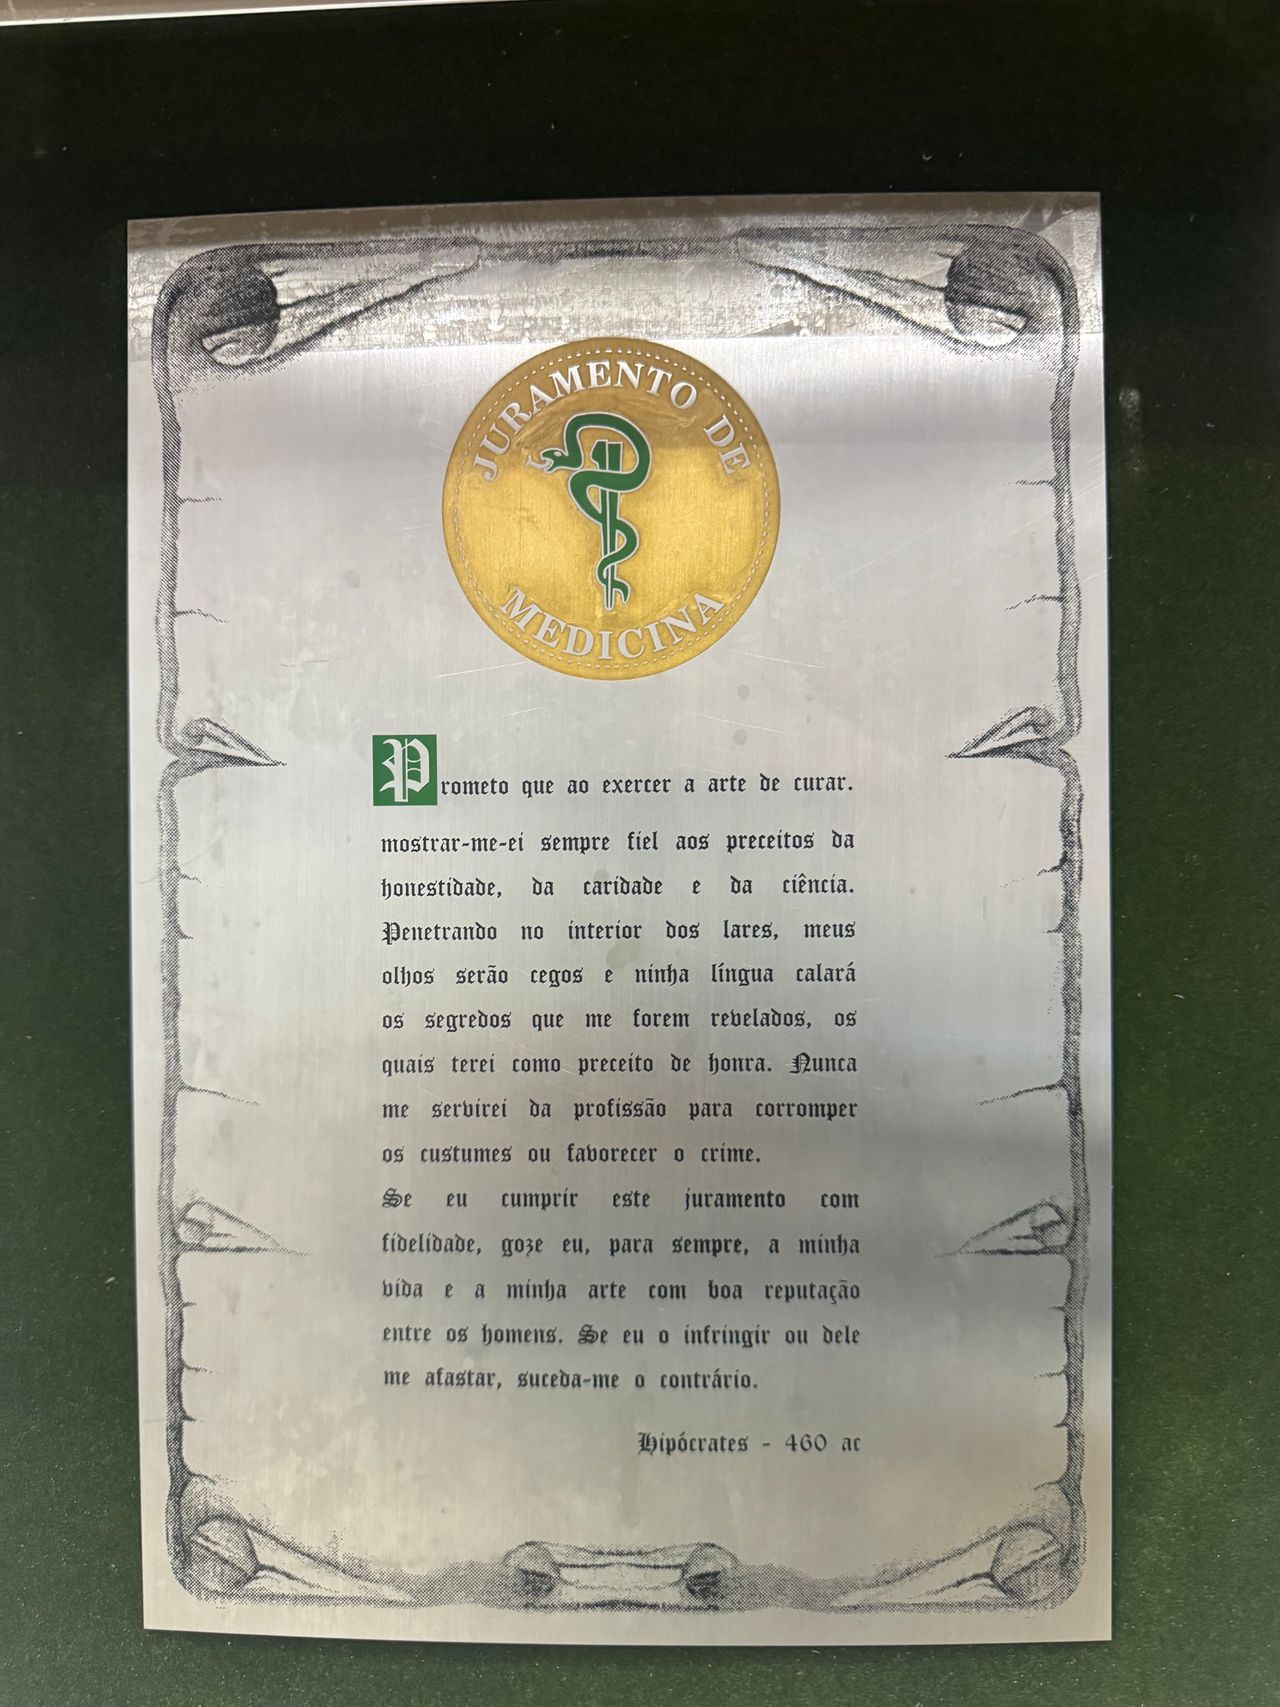 JURAMENTO DE
MEDICINA
Prometo que ao exercer a arte de curar.
mostrar-me-ei sempre fiel aos preceitos da
honestidade, da caridade e da ciência.
Penetrando no interior dos lares, meus
olhos serão cegos e ninha língua calará
os segredos que me forem revelados, os
quais terei como preceito de honra. Nunca
me servirei da profissão para corromper
os custumes ou favorecer o crime.
Se eu cumprir este juramento com
fidelidade, goze eu, para sempre, a minha
vida e a minha arte com boa reputação
entre os homens. Se eu o infringir ou dele
me afastar, suceda-me o contrário.
Hipócrates - 460 ac